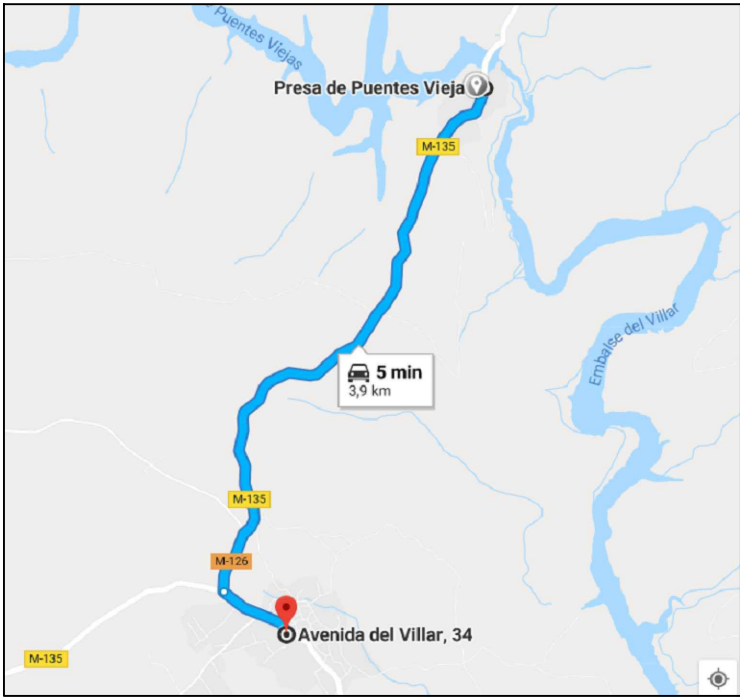 Puentes Viejas
Presa de Puentes Vieja
M-135
Embalse del Villar
5 min
3,9 km
M-135
M-126
Avenida del Villar, 34
M-135